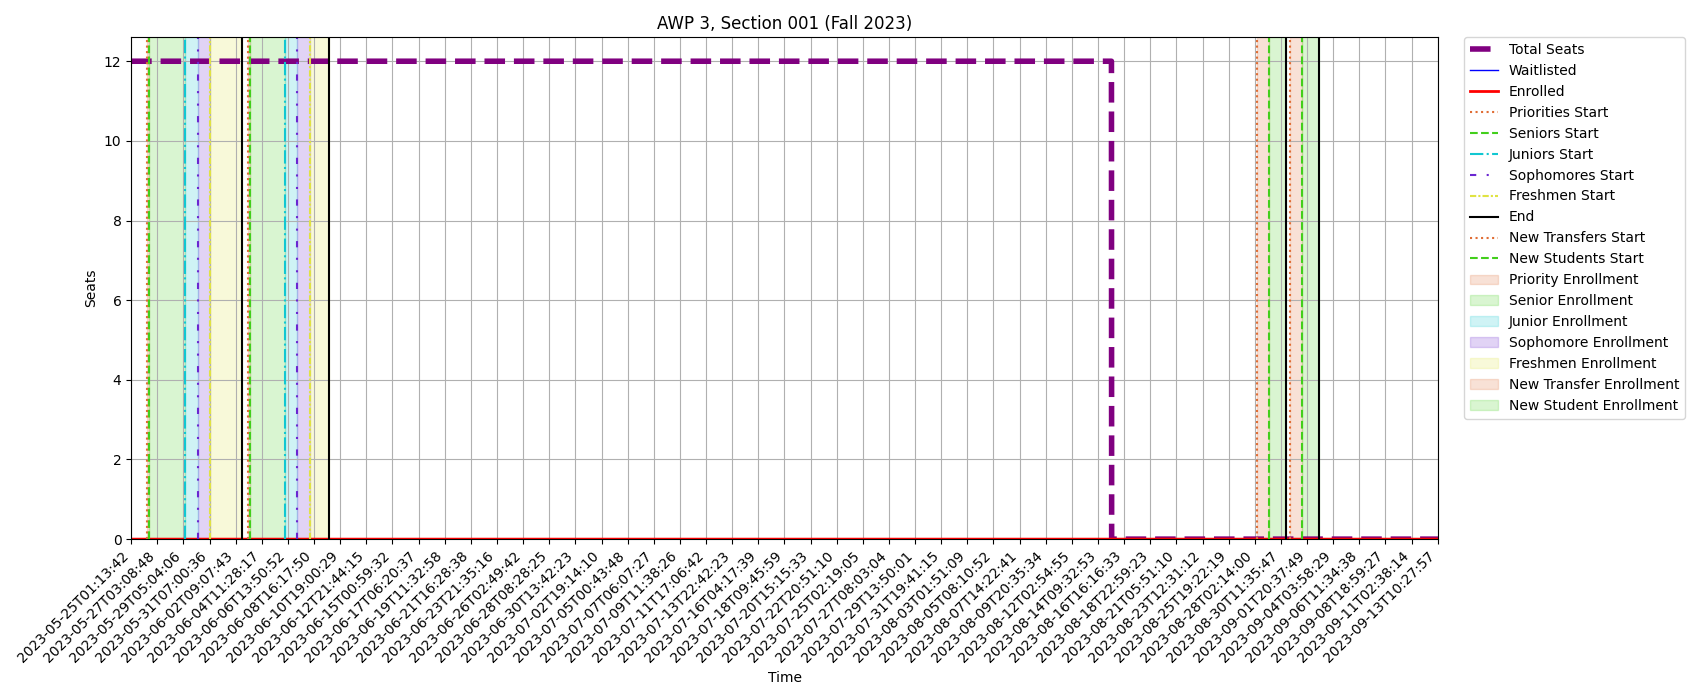 AWP 3, Section 001 (Fall 2023)
Seats
12
10
8
6
4
2
0
2023-05-25T01:13:42
2023-05-27T03:08:48
2023-05-29T05:04:06
2023-05-31T07:00:36
2023-06-02T09:07:43
2023-06-04T11:28:17
2023-06-06T13:50:52
2023-06-08T16:17:50
2023-06-10T19:00:29
2023-06-12T21:44:15
2023-06-15T00:59:32
2023-06-17T06:20:37
2023-06-19T11:32:58
2023-06-21T16:28:38
2023-06-23T21:35:16
2023-06-26T02:49:42
2023-06-28T08:28:25
2023-06-30T13:42:23
2023-07-02T19:14:10
2023-07-05T00:43:48
2023-07-07T06:07:27
2023-07-09T11:38:26
2023-07-11T17:06:42
2023-07-13T22:42:23
2023-07-16T04:17:39
2023-07-18T09:45:59
2023-07-20T15:15:33
2023-07-22T20:51:10
2023-07-25T02:19:05
2023-07-27T08:03:04
2023-07-29T13:50:01
2023-07-31T19:41:15
2023-08-03T01:51:09
2023-08-05T08:10:52
2023-08-07T14:22:41
2023-08-09T20:35:34
2023-08-12T02:54:55
2023-08-14T09:32:53
2023-08-16T16:16:33
2023-08-18T22:59:23
2023-08-21T05:51:10
2023-08-23T12:31:12
2023-08-25T19:22:19
2023-08-28T02:14:00
2023-08-30T11:35:47
2023-09-01T20:37:49
2023-09-04T03:58:29
2023-09-06T11:34:38
2023-09-08T18:59:27
2023-09-11T02:38:14
2023-09-13T10:27:57
Time
Total Seats
Waitlisted
Enrolled
Priorities Start
Seniors Start
Juniors Start
Sophomores Start
Freshmen Start
End
New Transfers Start
New Students Start
Priority Enrollment
Senior Enrollment
Junior Enrollment
Sophomore Enrollment
Freshmen Enrollment
New Transfer Enrollment
New Student Enrollment